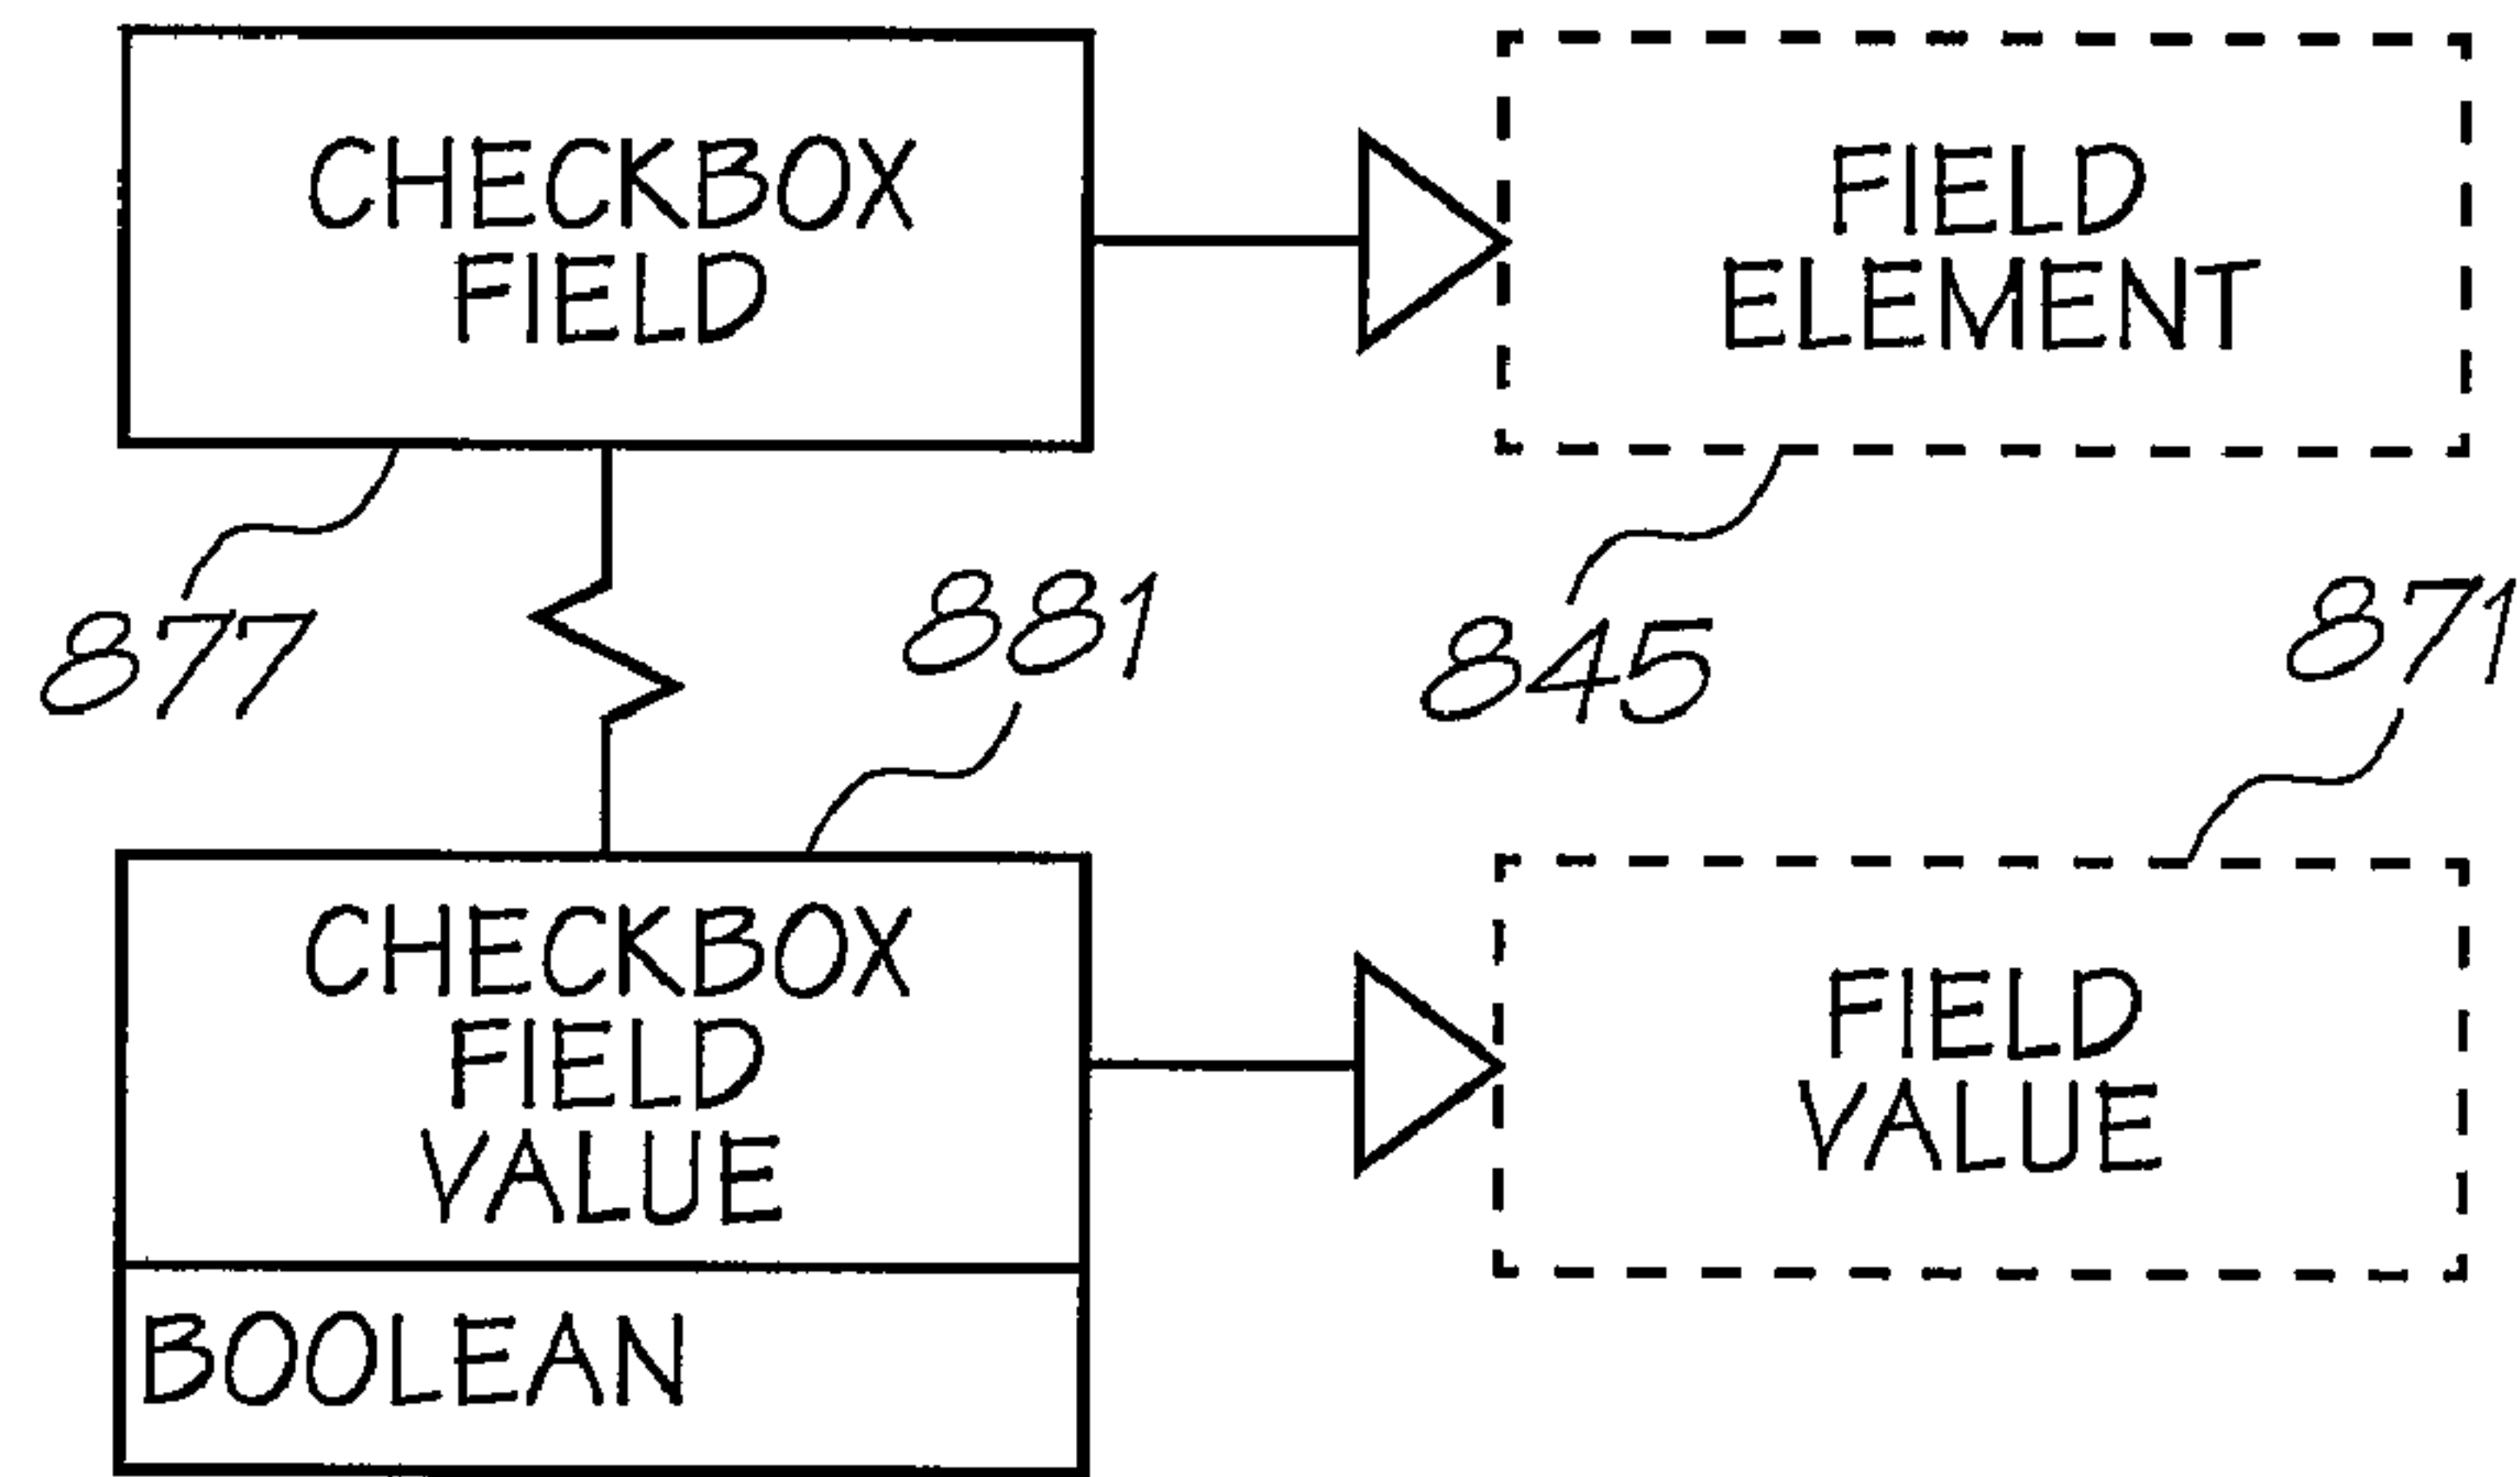 CHECKBOX
FIELD
FIELD
ELEMENT
877
881
845
871
CHECKBOX
FIELD
VALUE
BOOLEAN
FIELD
VALUE